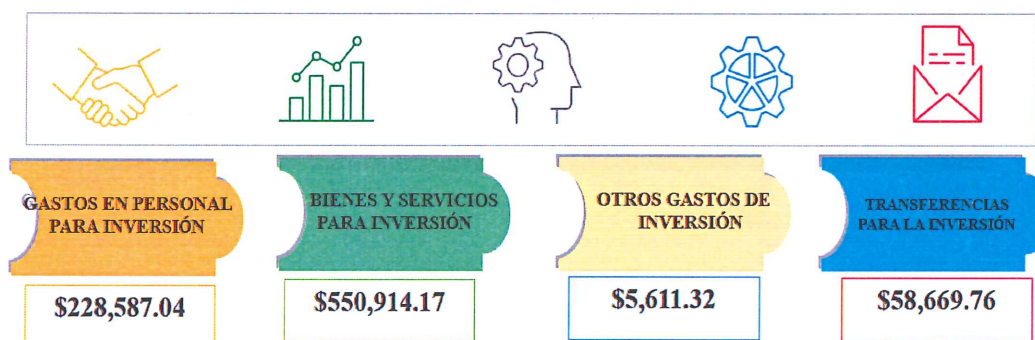 GASTOS EN PERSONAL
PARA INVERSIÓN
BIENES Y SERVICIOS
PARA INVERSIÓN
OTROS GASTOS DE
INVERSIÓN
TRANSFERENCIAS
PARA LA INVERSIÓN
$228,587.04
$550,914.17
$5,611.32
$58,669.76